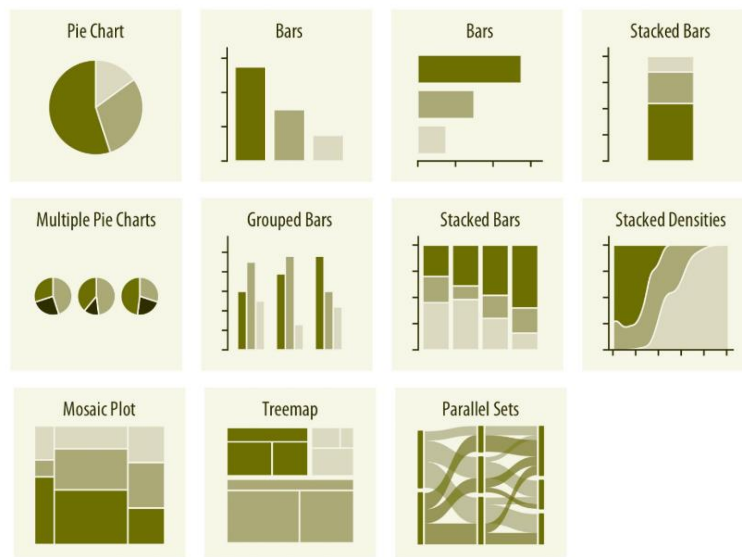 Pie Chart
Bars
Bars
Stacked Bars
Multiple Pie Charts
Grouped Bars
Stacked Bars
Stacked Densities
Mosaic Plot
Treemap
Parallel Sets